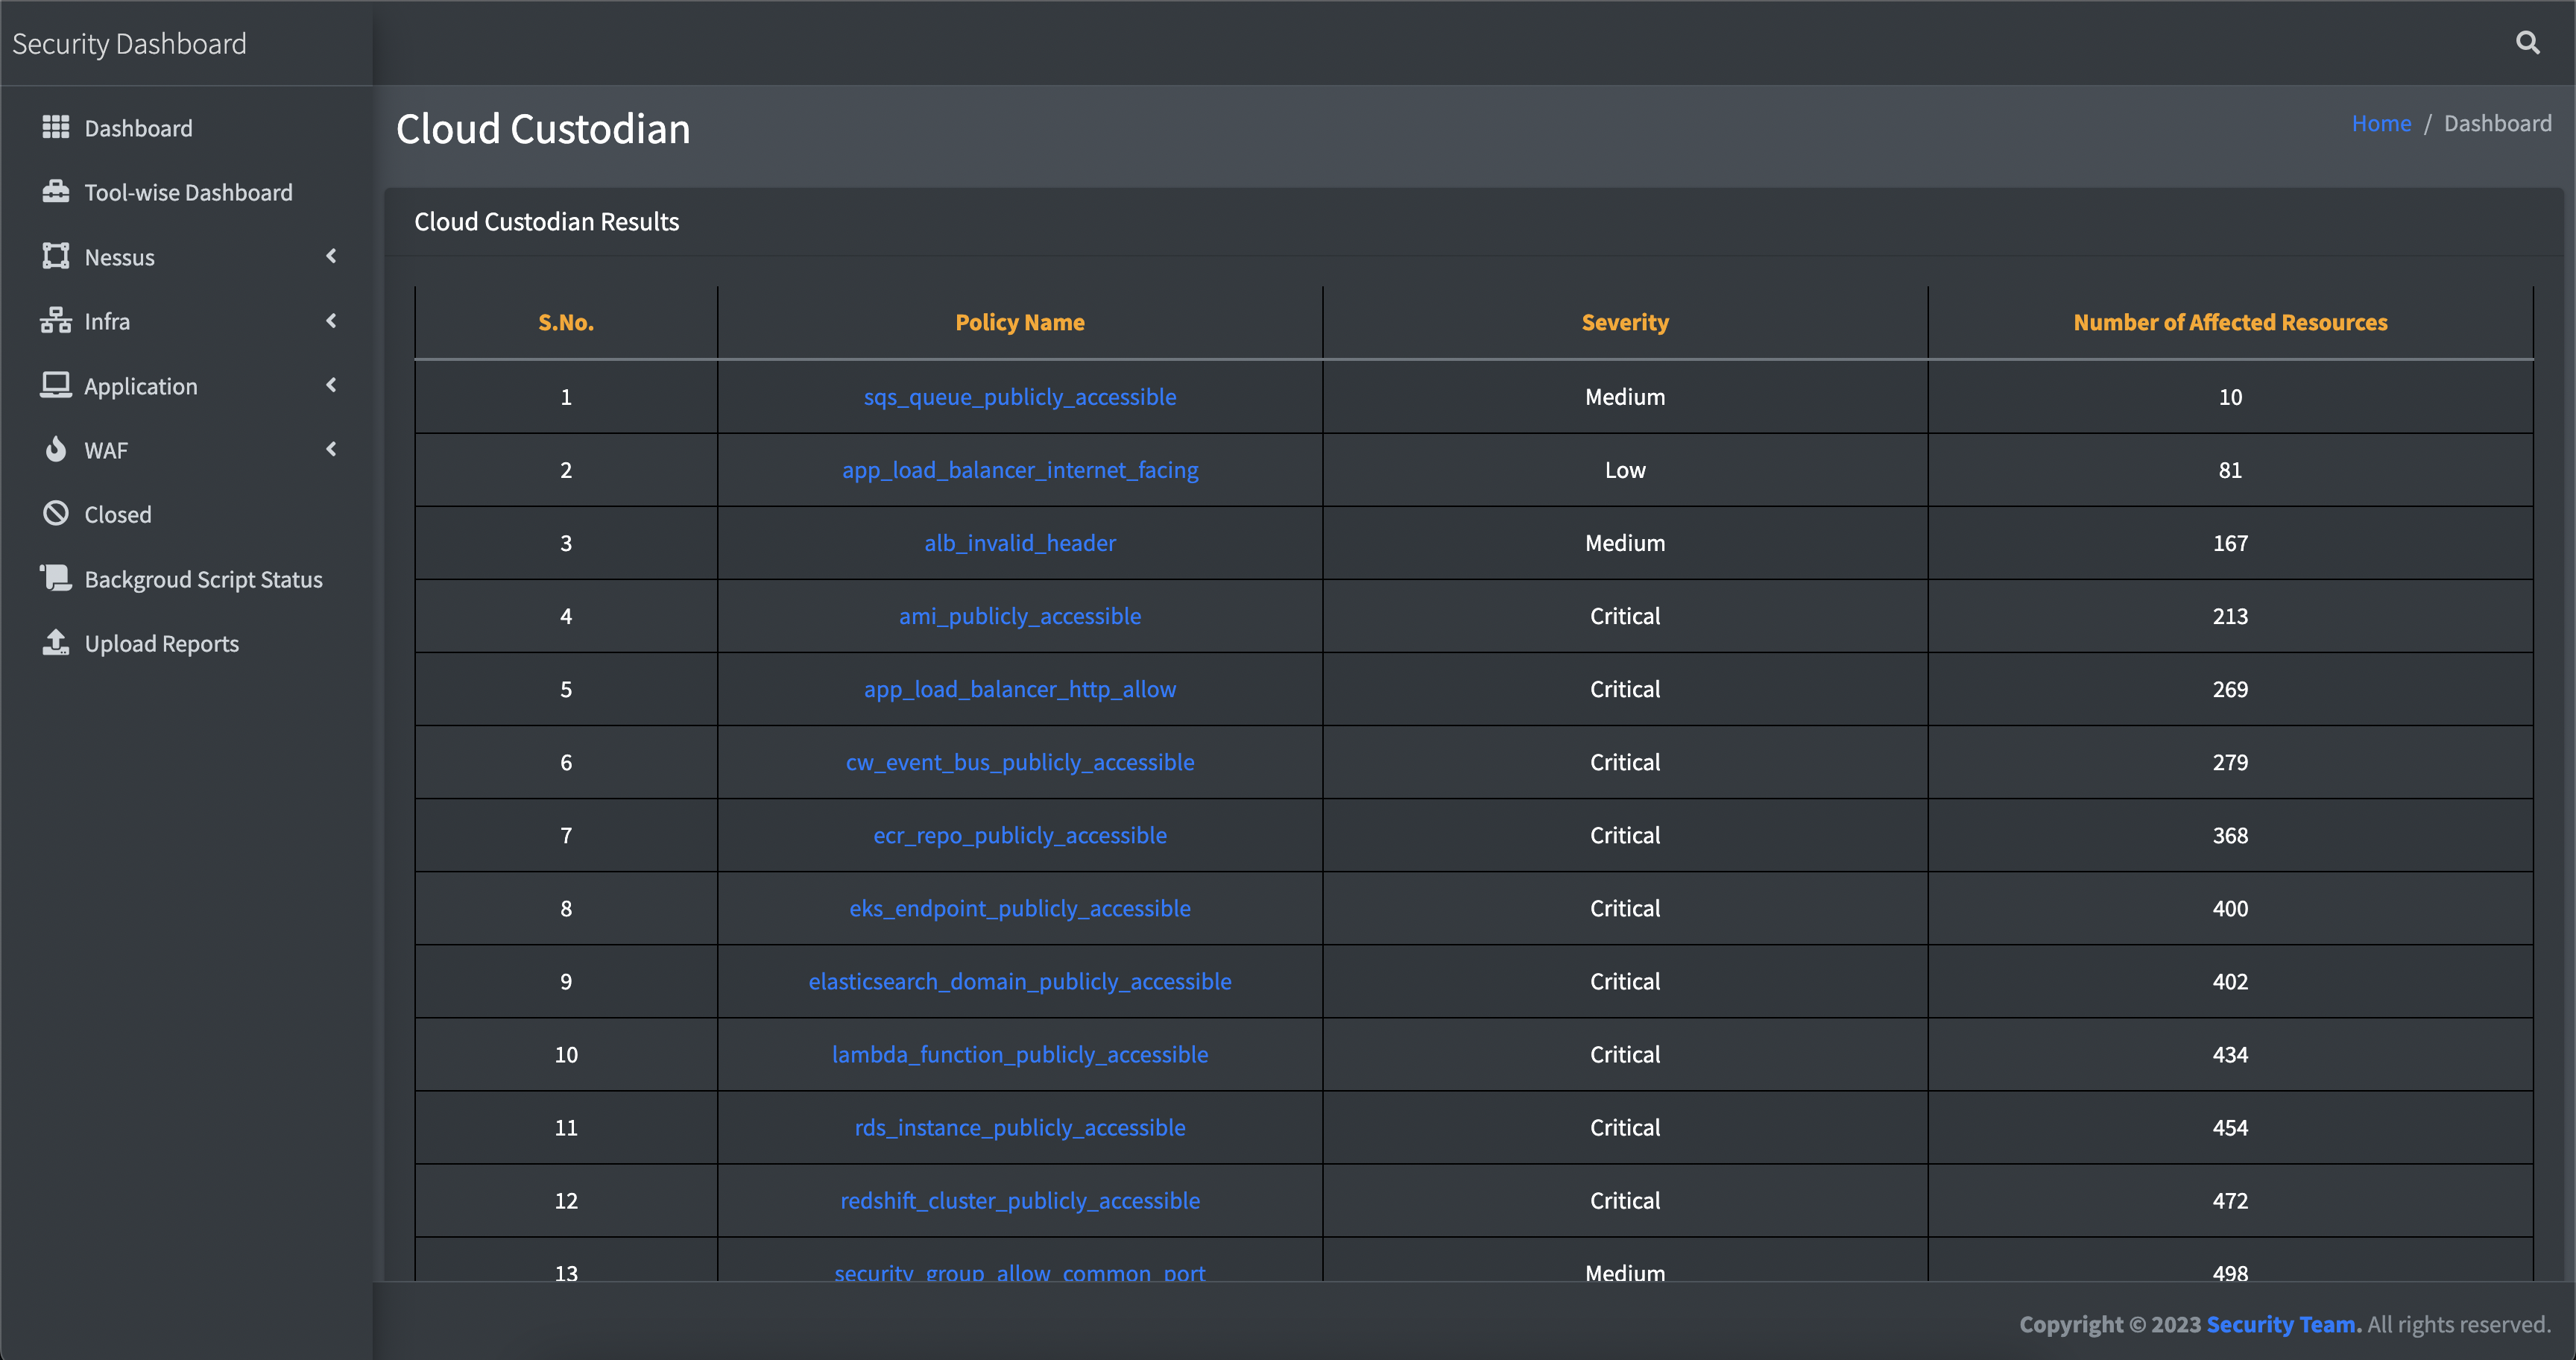 Security Dashboard
Dashboard
Tool-wise Dashboard
Nessus
Infra
Application
WAF
Closed
Backgroud Script Status
Upload Reports
Cloud Custodian
Home / Dashboard
Cloud Custodian Results
S.No. Policy Name Severity Number of Affected Resources
1 sqs_queue_publicly_accessible Medium 10
2 app_load_balancer_internet_facing Low 81
3 alb_invalid_header Medium 167
4 ami_publicly_accessible Critical 213
5 app_load_balancer_http_allow Critical 269
6 cw_event_bus_publicly_accessible Critical 279
7 ecr_repo_publicly_accessible Critical 368
8 eks_endpoint_publicly_accessible Critical 400
9 elasticsearch_domain_publicly_accessible Critical 402
10 lambda_function_publicly_accessible Critical 434
11 rds_instance_publicly_accessible Critical 454
12 redshift_cluster_publicly_accessible Critical 472
13 security_group_allow_common_port Medium 498
Copyright © 2023 Security Team. All rights reserved.